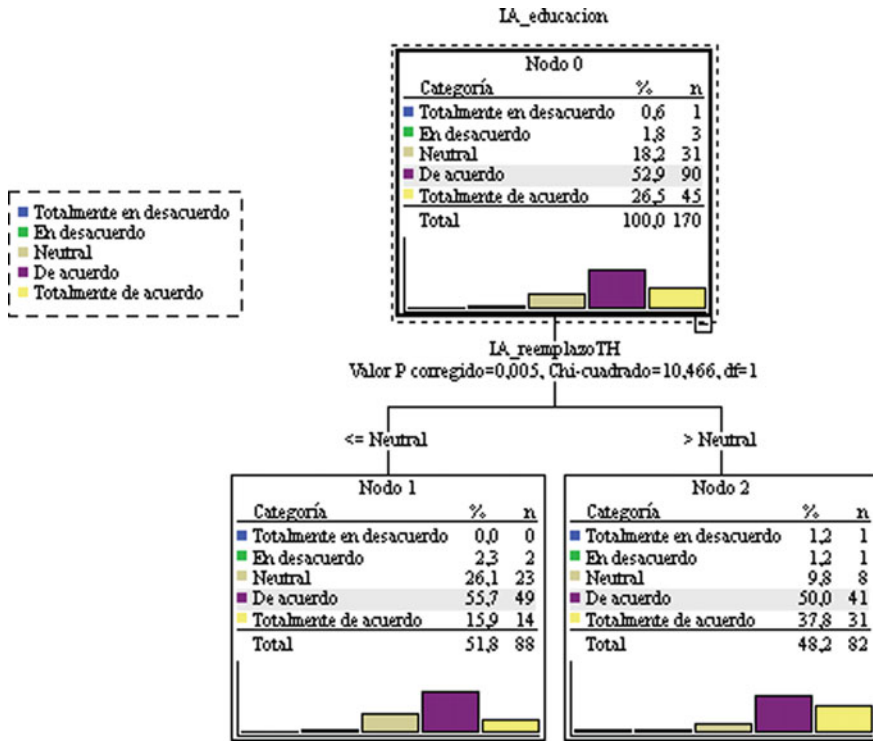 IA_educacion
Nodo 0
Categoría % n
Totalmente en desacuerdo 0,6 1
En desacuerdo 1,8 3
Neutral 18,2 31
De acuerdo 52,9 90
Totalmente de acuerdo 26,5 45
Total 100,0 170
Totalmente en desacuerdo
En desacuerdo
Neutral
De acuerdo
Totalmente de acuerdo
IA_reemplazoTH
Valor P corregido=0,005, Chi-cuadrado=10,466, df=1
<= Neutral
> Neutral
Nodo 1
Categoría % n
Totalmente en desacuerdo 0,0 0
En desacuerdo 2,3 2
Neutral 26,1 23
De acuerdo 55,7 49
Totalmente de acuerdo 15,9 14
Total 51,8 88
Nodo 2
Categoría % n
Totalmente en desacuerdo 1,2 1
En desacuerdo 1,2 1
Neutral 9,8 8
De acuerdo 50,0 41
Totalmente de acuerdo 37,8 31
Total 48,2 82